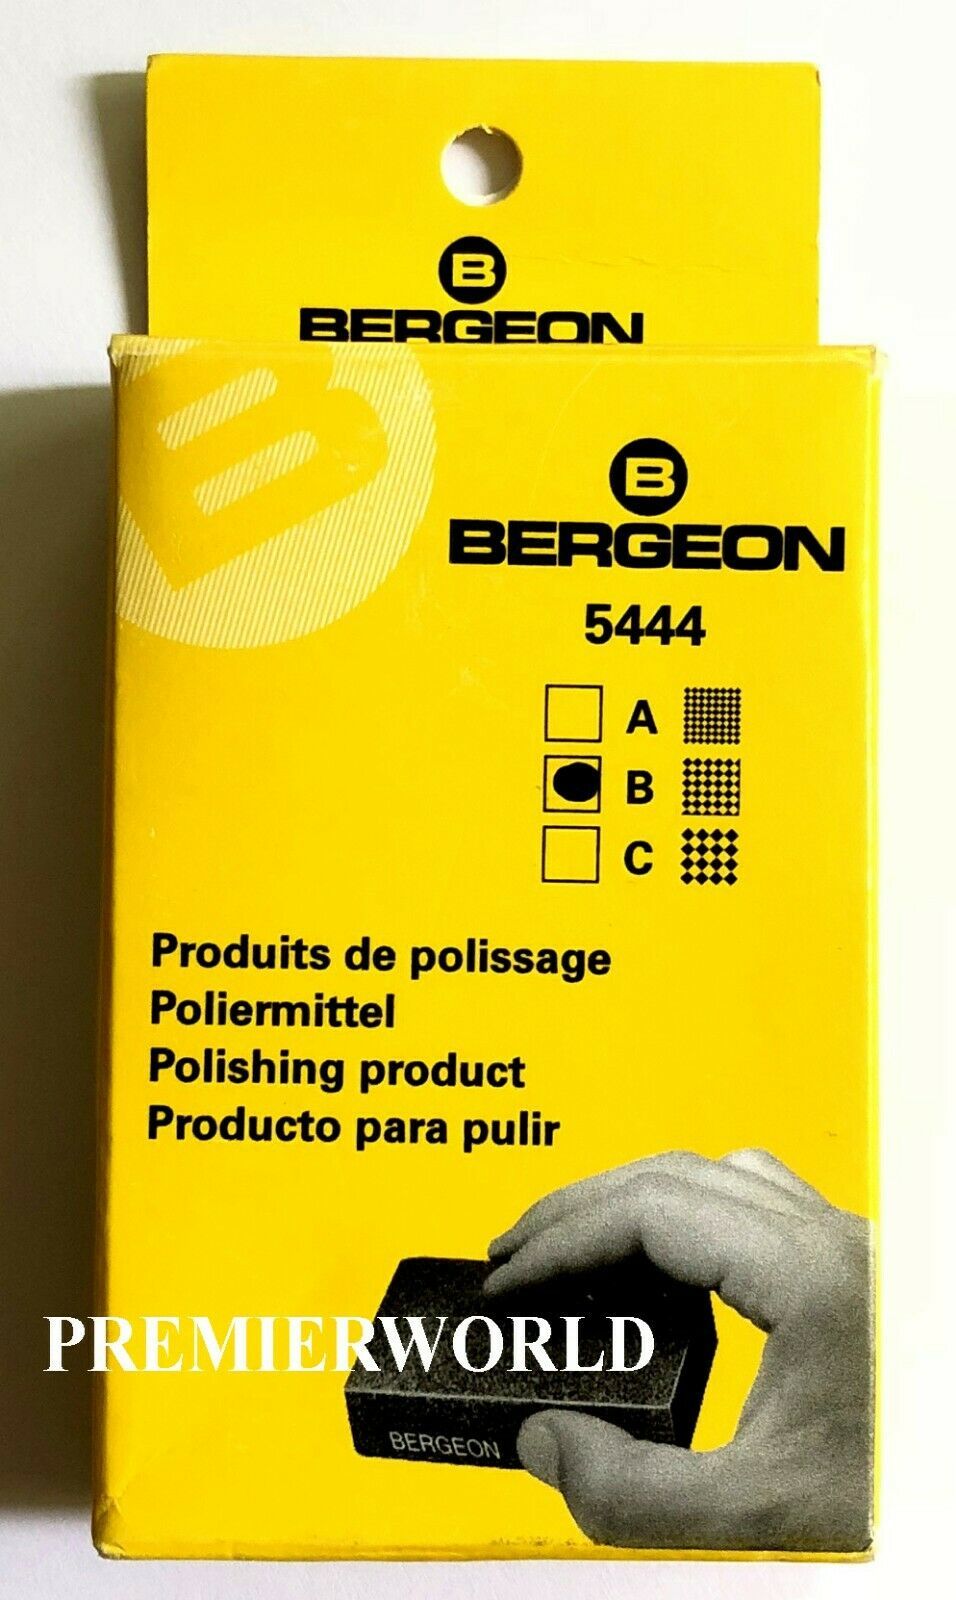 B
BERGEON
B
B
BERGEON
5444
A
B
C
Produits de polissage
Poliermittel
Polishing product
Producto para pulir
PREMIERWORLD
BERGEON